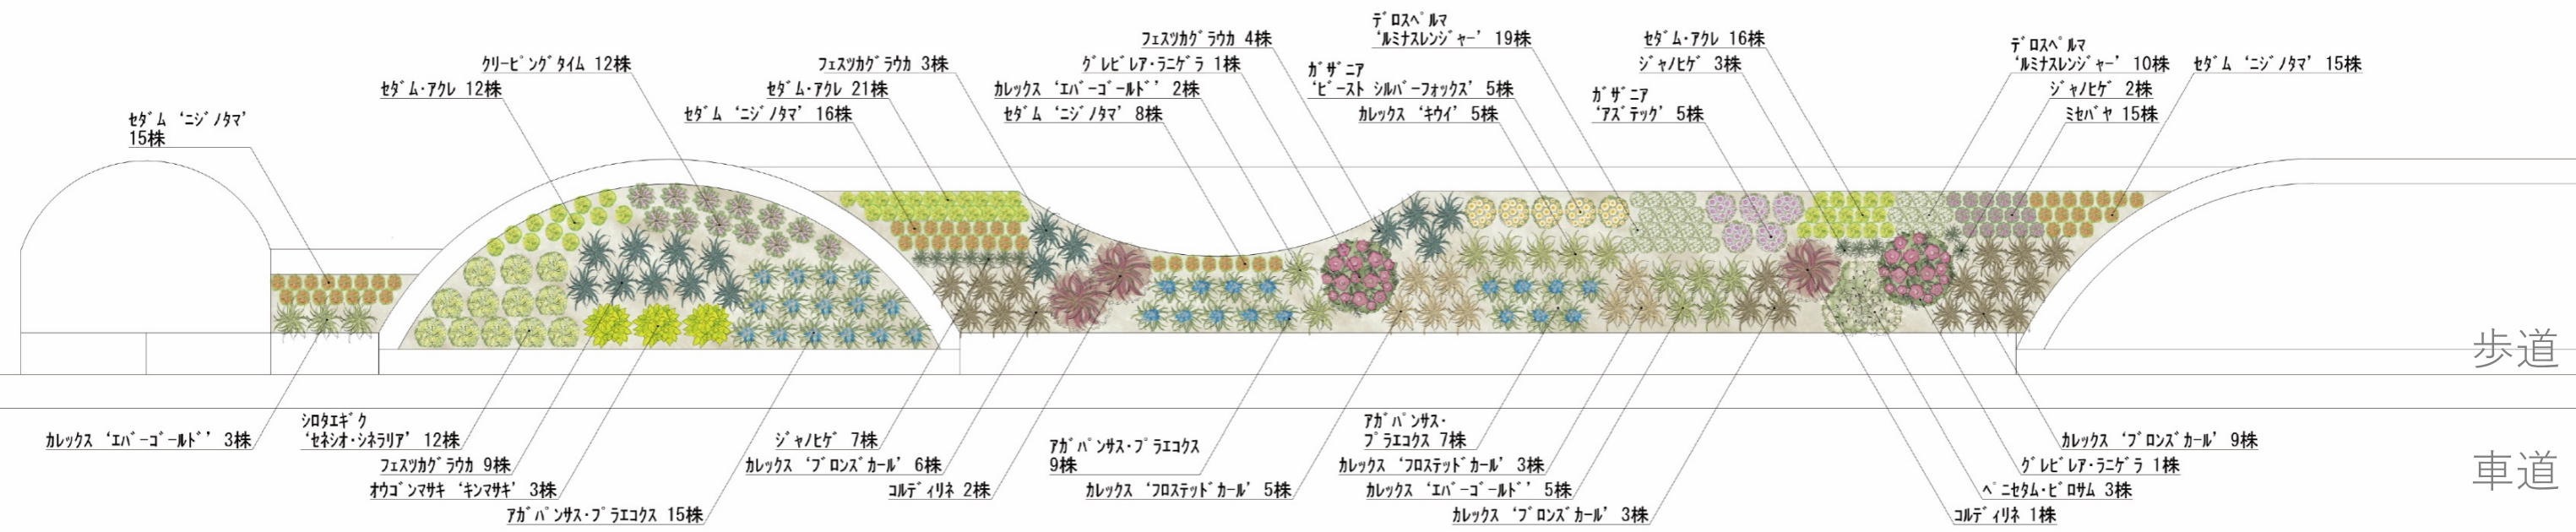 セダム ‘ニジノタマ’
15株
セダム・アクレ 12株
クリーピングタイム 12株
セダム ‘ニジノタマ’ 16株
セダム・アクレ 21株
フェスツカグラウカ 3株
セダム ‘ニジノタマ’ 8株
カレックス ‘エバーゴールド’ 2株
グレビレア・ラニゲラ 1株
フェスツカグラウカ 4株
デロスペルマ
‘ルミナスレンジャー’ 19株
ガザニア
‘ビースト シルバーフォックス’ 5株
カレックス ‘キウイ’ 5株
セダム・アクレ 16株
ジャノヒゲ 3株
ガザニア
‘アズテック’ 5株
デロスペルマ
‘ルミナスレンジャー’ 10株
ジャノヒゲ 2株
ミセバヤ 15株
セダム ‘ニジノタマ’ 15株
歩道
車道
カレックス ‘エバーゴールド’ 3株
シロタエギク
‘セネシオ・シネラリア’ 12株
フェスツカグラウカ 9株
オウゴンマサキ ‘キンマサキ’ 3株
アガパンサス・プラエコクス 15株
ジャノヒゲ 7株
カレックス ‘ブロンズカール’ 6株
コルディリネ 2株
アガパンサス・プラエコクス
9株
カレックス ‘フロステッドカール’ 5株
アガパンサス・
プラエコクス 7株
カレックス ‘フロステッドカール’ 3株
カレックス ‘エバーゴールド’ 5株
カレックス ‘ブロンズカール’ 3株
カレックス ‘ブロンズカール’ 9株
グレビレア・ラニゲラ 1株
ペニセタム・ビロサム 3株
コルディリネ 1株